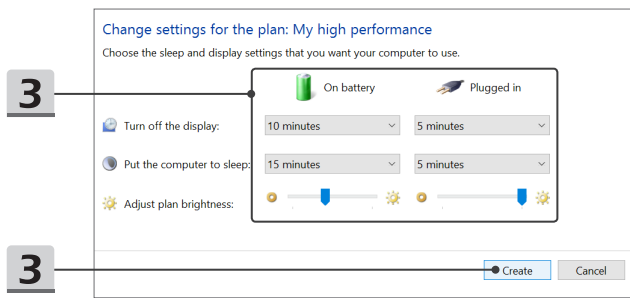 Change settings for the plan: My high performance
Choose the sleep and display settings that you want your computer to use.
3
On battery Plugged in
Turn off the display: 10 minutes 5 minutes
Put the computer to sleep: 15 minutes 5 minutes
Adjust plan brightness:
3
Create Cancel